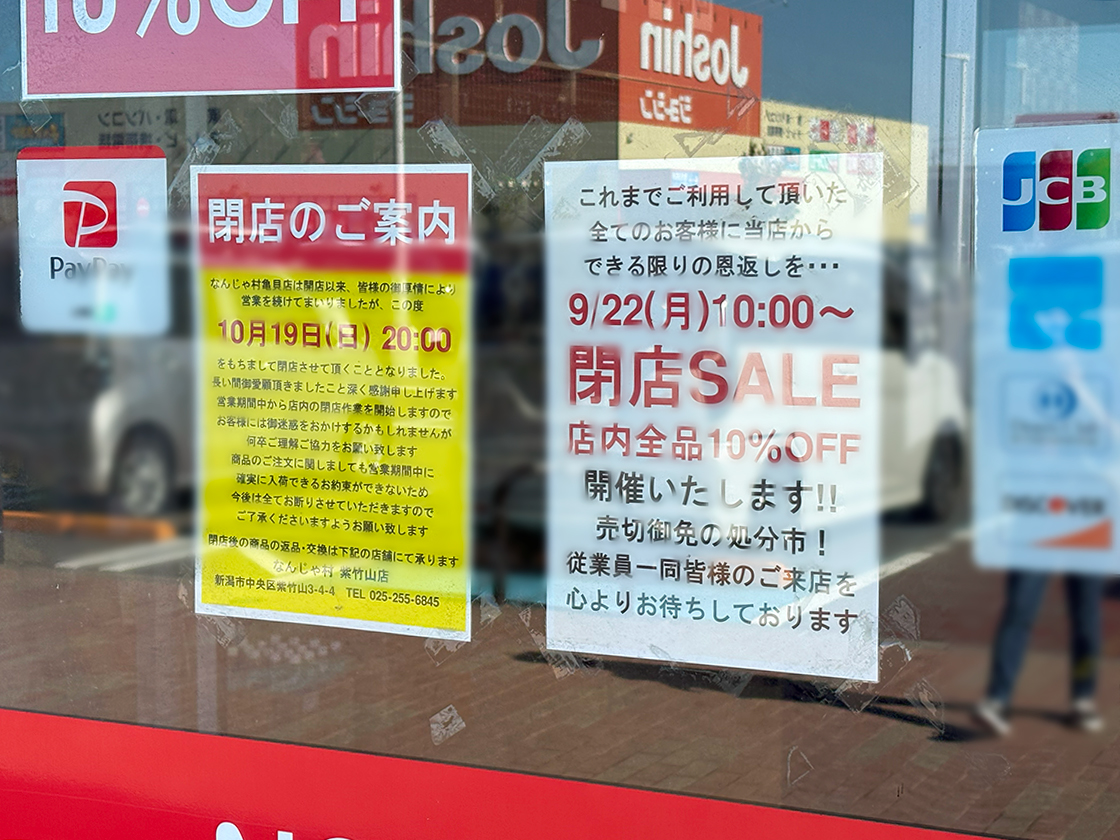 10%OFF
Joshin
Joshin
ジョーシン
PayPay
閉店のご案内
なんじゃ村亀貝店は開店以来、皆様の御厚情により
営業を続けてまいりましたが、この度
10月19日(日) 20:00
をもちまして閉店させて頂くこととなりました。
長い間御愛顧頂きましたこと深く感謝申し上げます
営業期間中から店内の閉店作業を開始しますので
お客様には御迷惑をおかけするかもしれませんが
何卒ご理解ご協力をお願い致します
商品のご注文に関しましても営業期間中に
確実に入荷できるお約束ができないため
今後は全てお断りさせていただきますので
ご了承くださいますようお願い致します
閉店後の商品の返品・交換は下記の店舗にて承ります
なんじゃ村 紫竹山店
新潟市中央区紫竹山3-4-4 TEL 025-255-6845
これまでご利用して頂いた
全てのお客様に当店から
できる限りの恩返しを･･･
9/22(月)10:00〜
閉店SALE
店内全品10%OFF
開催いたします!!
売切御免の処分市！
従業員一同皆様のご来店を
心よりお待ちしております
JCB
DISCOVER